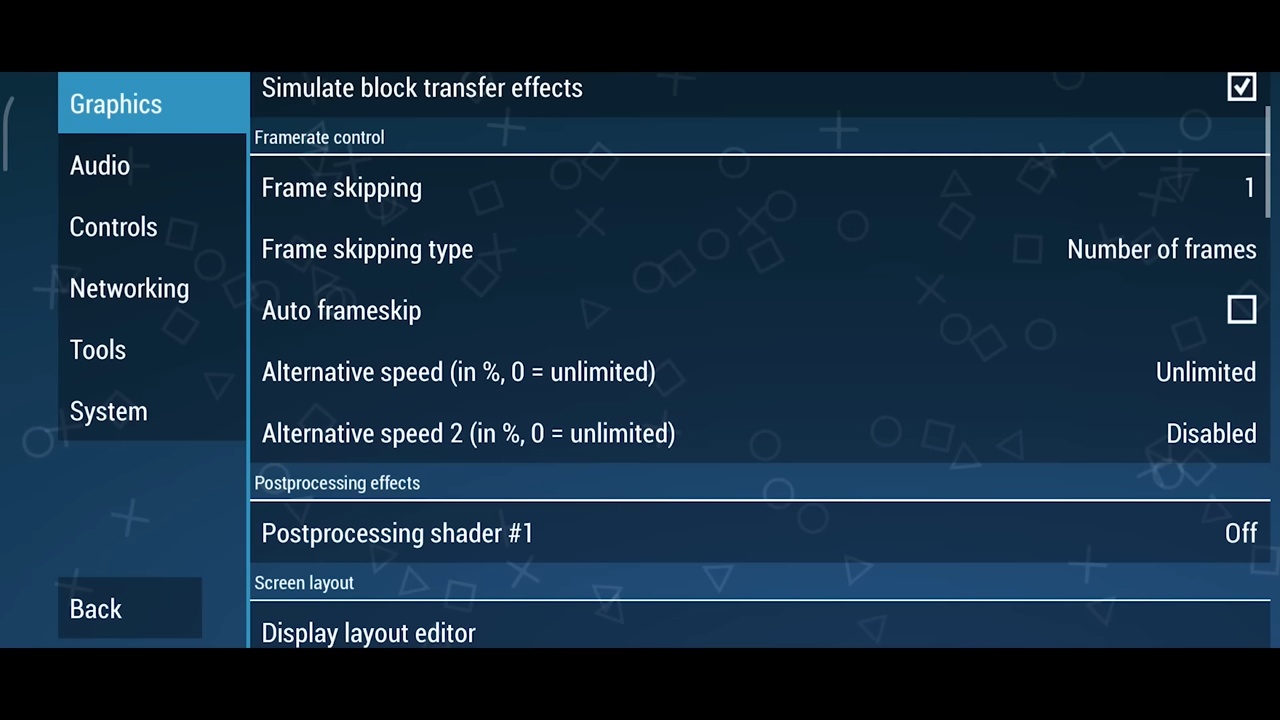 Graphics
Audio
Controls
Networking
Tools
System
Back
Simulate block transfer effects
Framerate control
Frame skipping 1
Frame skipping type Number of frames
Auto frameskip
Alternative speed (in %, 0 = unlimited) Unlimited
Alternative speed 2 (in %, 0 = unlimited) Disabled
Postprocessing effects
Postprocessing shader #1 Off
Screen layout
Display layout editor